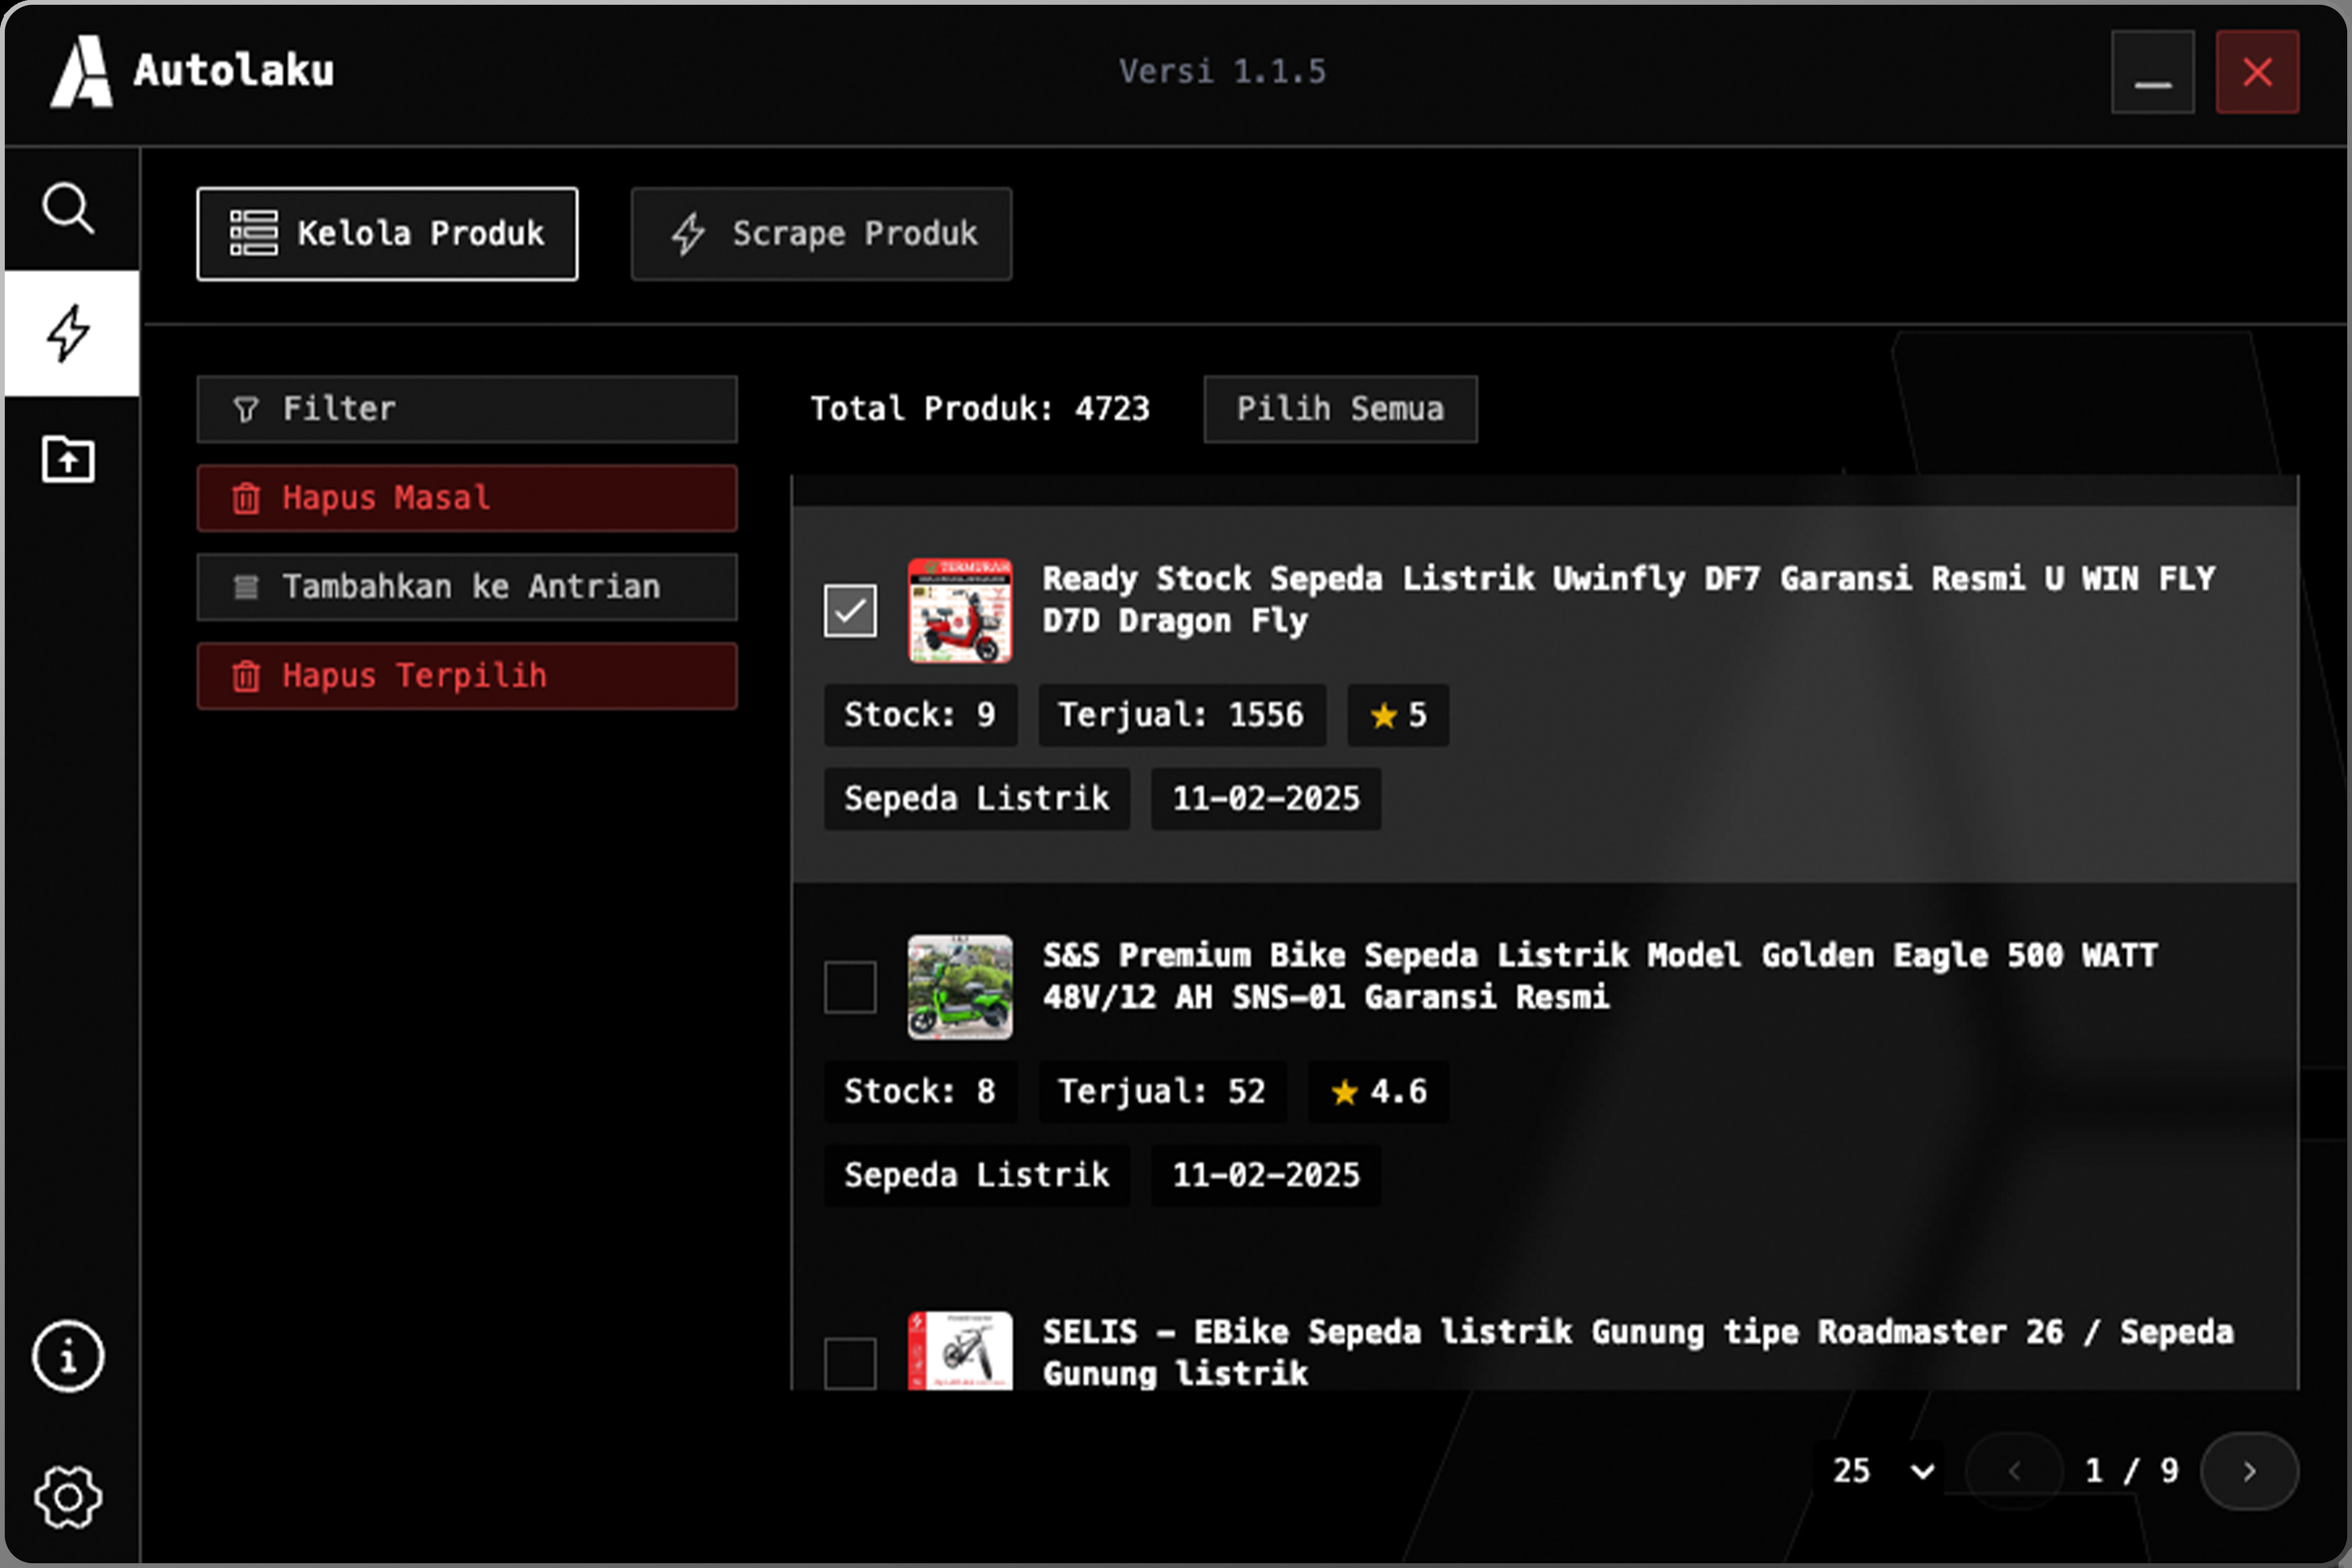 Autolaku
Versi 1.1.5
Kelola Produk
Scrape Produk
Filter
Hapus Masal
Tambahkan ke Antrian
Hapus Terpilih
Total Produk: 4723
Pilih Semua
TERMURAH
Ready Stock Sepeda Listrik Uwinfly DF7 Garansi Resmi U WIN FLY
D7D Dragon Fly
Stock: 9
Terjual: 1556
5
Sepeda Listrik
11-02-2025
S&S Premium Bike Sepeda Listrik Model Golden Eagle 500 WATT
48V/12 AH SNS-01 Garansi Resmi
Stock: 8
Terjual: 52
4.6
Sepeda Listrik
11-02-2025
SELIS - EBike Sepeda listrik Gunung tipe Roadmaster 26 / Sepeda
Gunung listrik
25
1 / 9